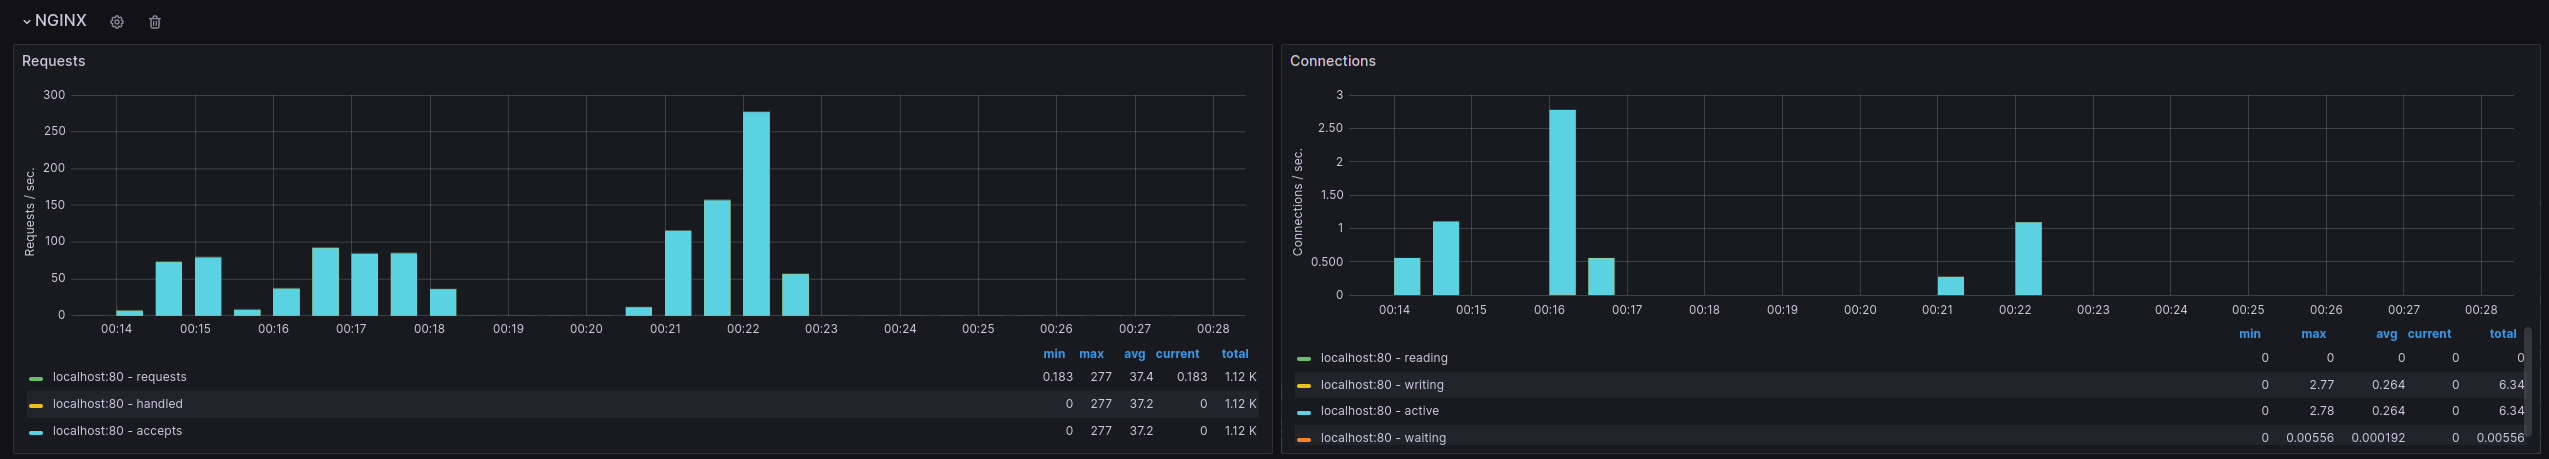 NGINX
Requests
Requests / sec.
300
250
200
150
100
50
0
00:14 00:15 00:16 00:17 00:18 00:19 00:20 00:21 00:22 00:23 00:24 00:25 00:26 00:27 00:28
min max avg current total
localhost:80 - requests 0.183 277 37.4 0.183 1.12 K
localhost:80 - handled 0 277 37.2 0 1.12 K
localhost:80 - accepts 0 277 37.2 0 1.12 K
Connections
Connections / sec.
3
2.50
2
1.50
1
0.500
0
00:14 00:15 00:16 00:17 00:18 00:19 00:20 00:21 00:22 00:23 00:24 00:25 00:26 00:27 00:28
min max avg current total
localhost:80 - reading 0 0 0 0 0
localhost:80 - writing 0 2.77 0.264 0 6.34
localhost:80 - active 0 2.78 0.264 0 6.34
localhost:80 - waiting 0 0.00556 0.000192 0 0.00556